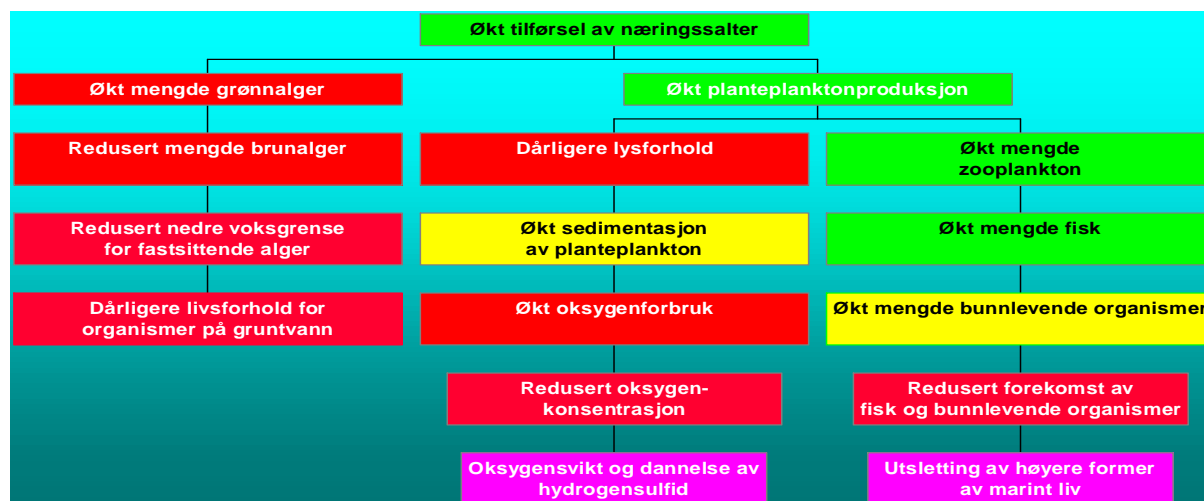 Økt tilførsel av næringssalter
Økt mengde grønnalger
Økt planteplanktonproduksjon
Redusert mengde brunalger
Dårligere lysforhold
Økt mengde
zooplankton
Redusert nedre voksgrense
for fastsittende alger
Økt sedimentasjon
av planteplankton
Økt mengde fisk
Dårligere livsforhold for
organismer på gruntvann
Økt oksygenforbruk
Økt mengde bunnlevende organismer
Redusert oksygen-
konsentrasjon
Redusert forekomst av
fisk og bunnlevende organismer
Oksygensvikt og dannelse av
hydrogensulfid
Utsletting av høyere former
av marint liv